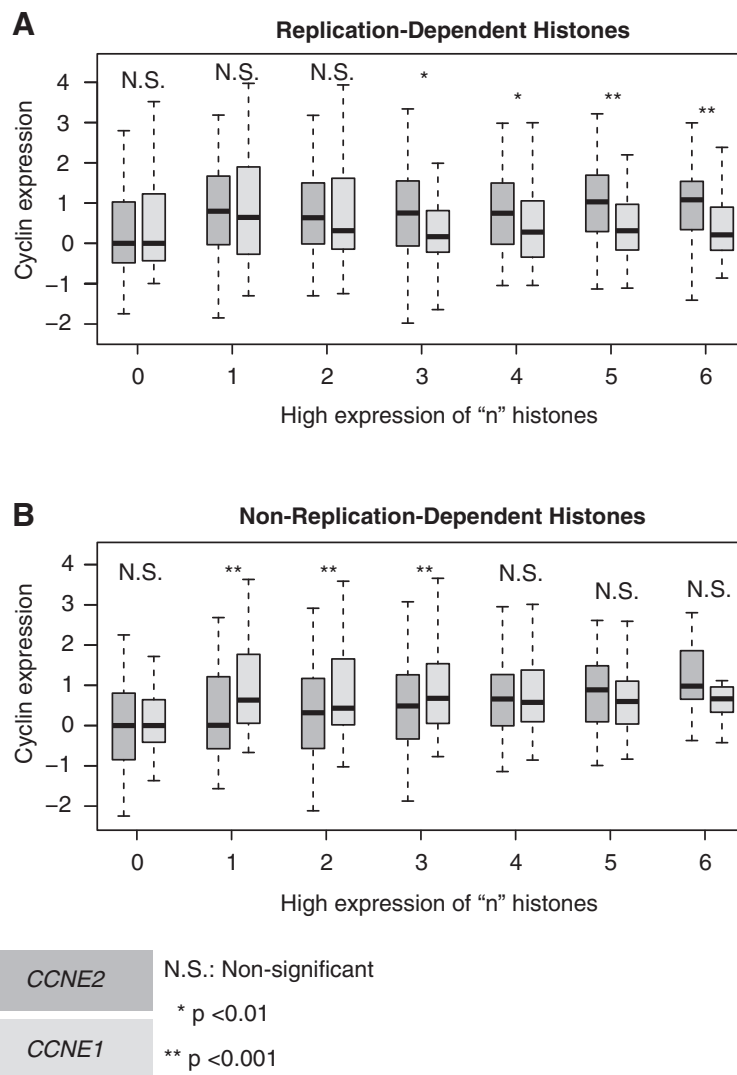 A
Replication-Dependent Histones
N.S.
N.S.
N.S.
*
*
**
**
4
3
2
1
0
−1
−2
Cyclin expression
0 1 2 3 4 5 6
High expression of “n” histones
B
Non-Replication-Dependent Histones
N.S.
**
**
**
N.S.
N.S.
N.S.
4
3
2
1
0
−1
−2
Cyclin expression
0 1 2 3 4 5 6
High expression of “n” histones
CCNE2
CCNE1
N.S.: Non-significant
* p <0.01
** p <0.001